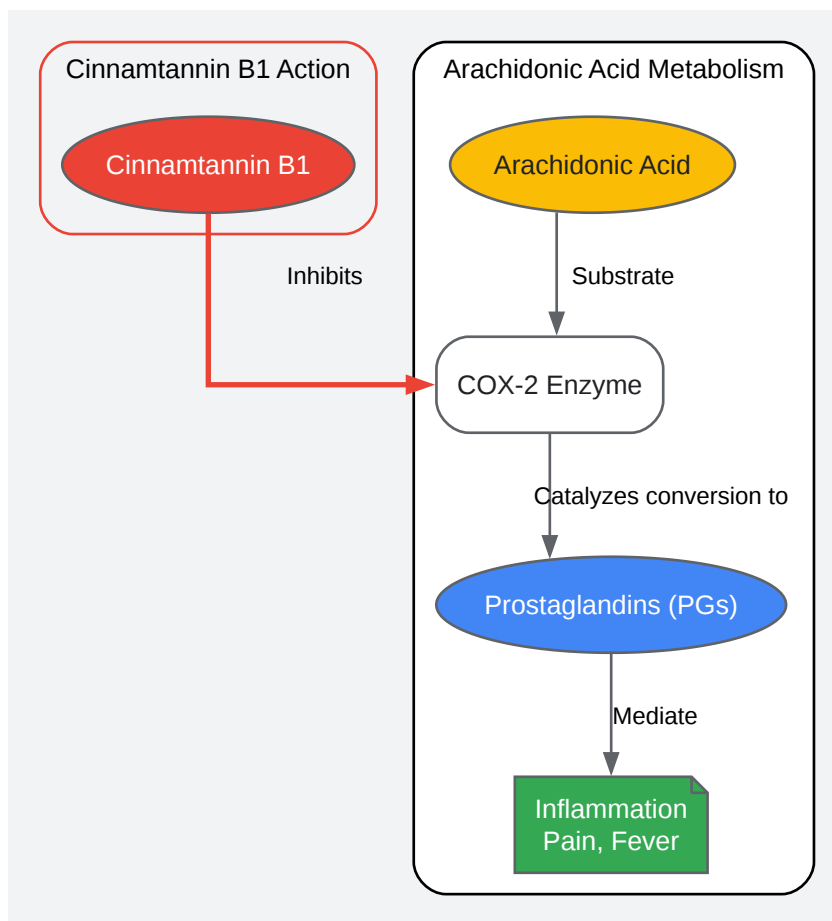 Cinnamtannin B1 Action
Cinnamtannin B1
Inhibits
Arachidonic Acid Metabolism
Arachidonic Acid
Substrate
COX-2 Enzyme
Catalyzes conversion to
Prostaglandins (PGs)
Mediate
Inflammation
Pain, Fever